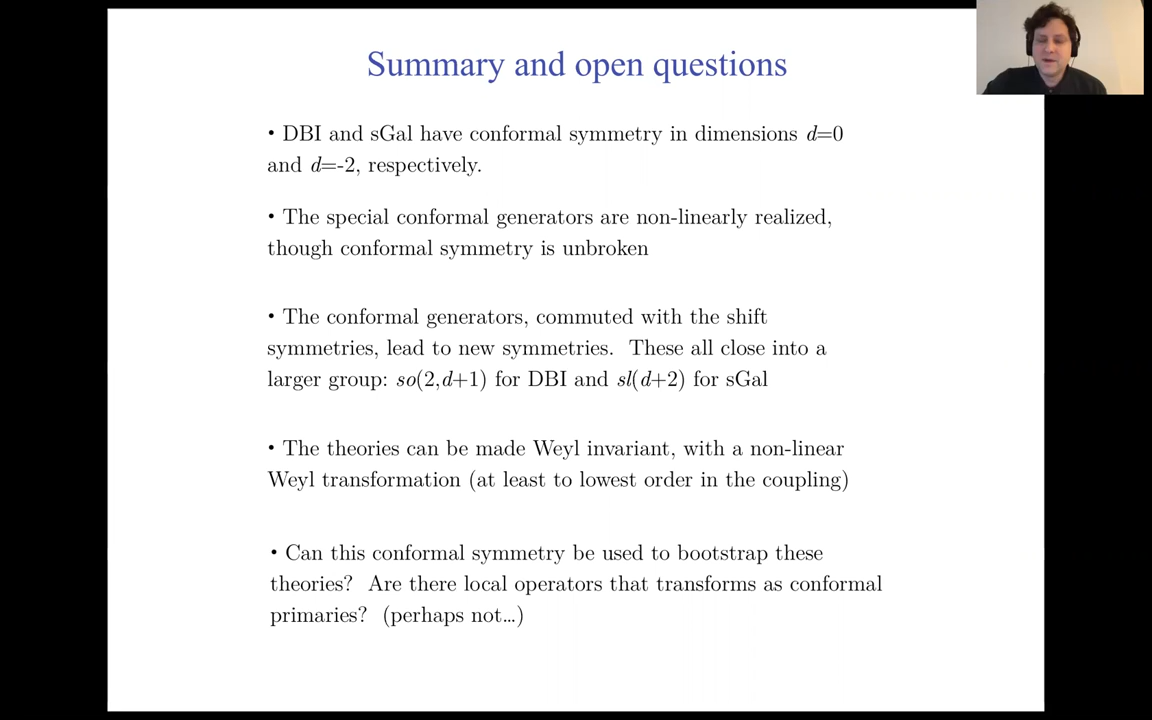 Summary and open questions
• DBI and sGal have conformal symmetry in dimensions d=0
and d=-2, respectively.
• The special conformal generators are non-linearly realized,
though conformal symmetry is unbroken
• The conformal generators, commuted with the shift
symmetries, lead to new symmetries. These all close into a
larger group: so(2,d+1) for DBI and sl(d+2) for sGal
• The theories can be made Weyl invariant, with a non-linear
Weyl transformation (at least to lowest order in the coupling)
• Can this conformal symmetry be used to bootstrap these
theories? Are there local operators that transforms as conformal
primaries? (perhaps not...)